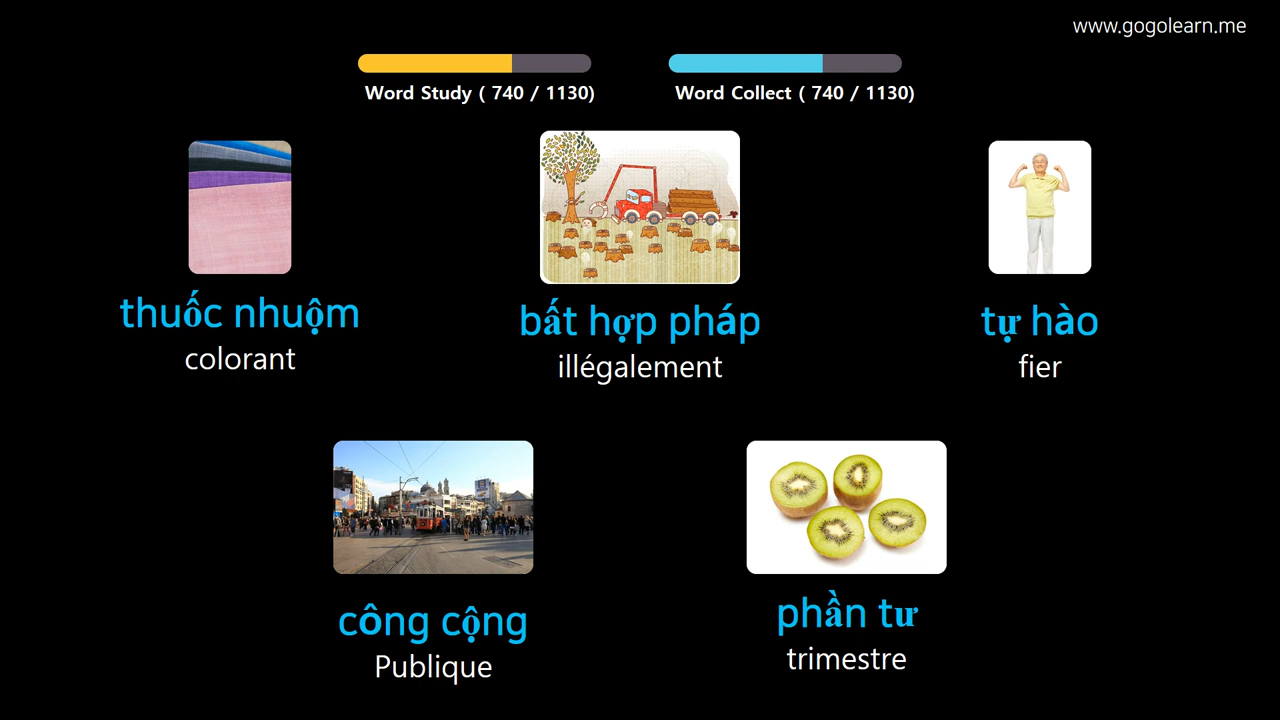 www.gogolearn.me
Word Study ( 740 / 1130)
Word Collect ( 740 / 1130)
thuốc nhuộm
colorant
bất hợp pháp
illégalement
tự hào
fier
công cộng
Publique
phần tư
trimestre